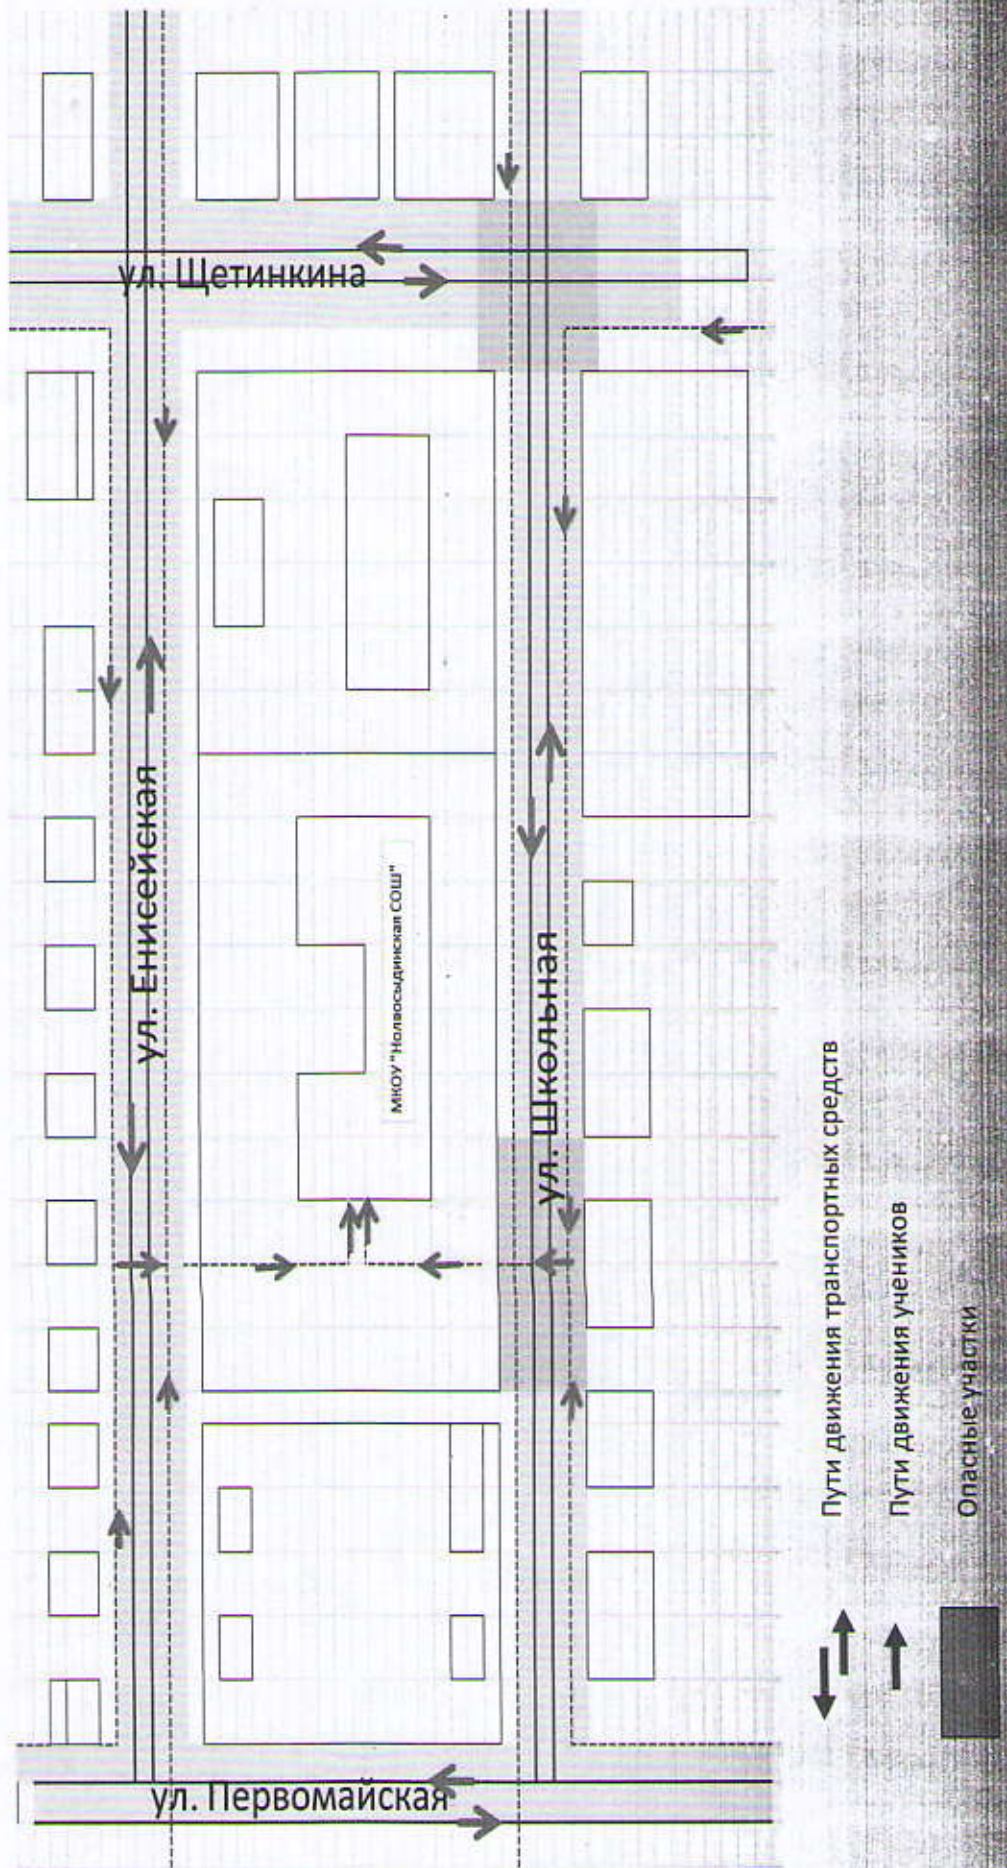 ул. Щетинкина
ул. Енисейская
МКОУ "Новосыдинская СОШ"
ул. Школьная
ул. Первомайская
Пути движения транспортных средств
Пути движения учеников
Опасные участки